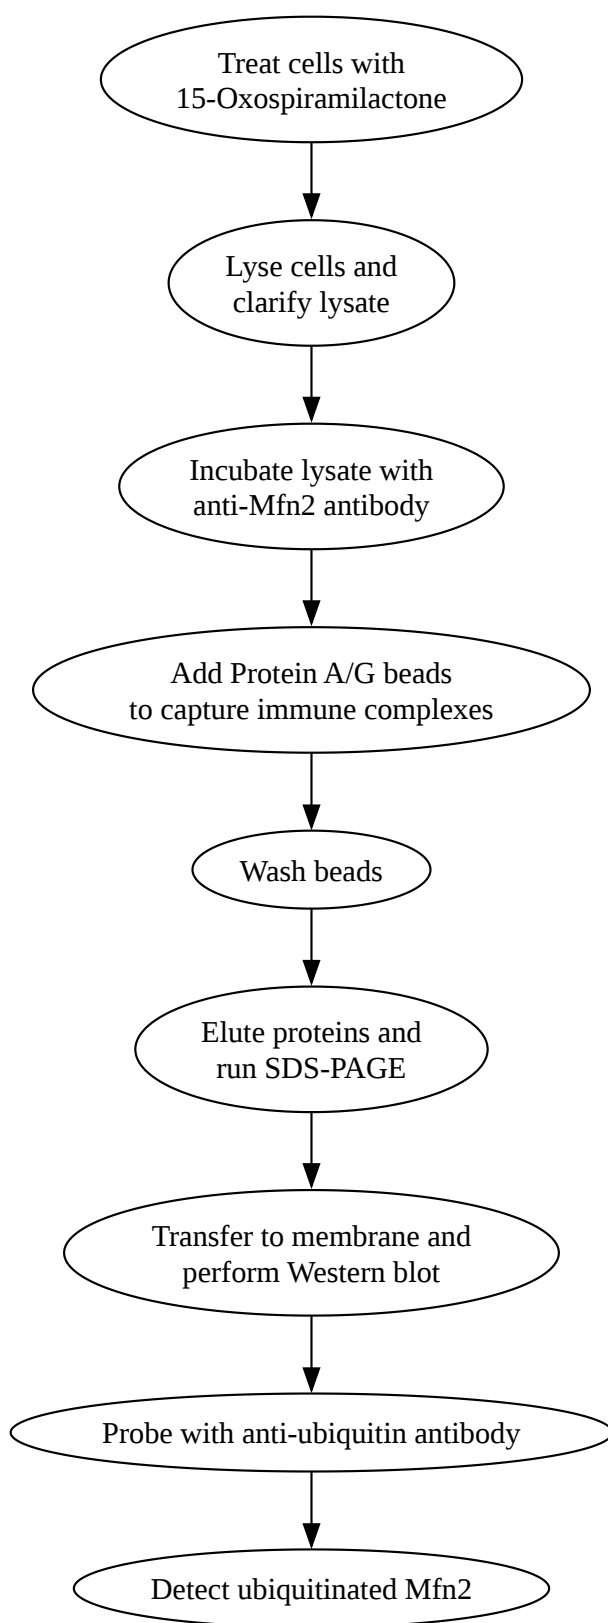 Treat cells with
15-Oxospiramilactone
Lyse cells and
clarify lysate
Incubate lysate with
anti-Mfn2 antibody
Add Protein A/G beads
to capture immune complexes
Wash beads
Elute proteins and
run SDS-PAGE
Transfer to membrane and
perform Western blot
Probe with anti-ubiquitin antibody
Detect ubiquitinated Mfn2